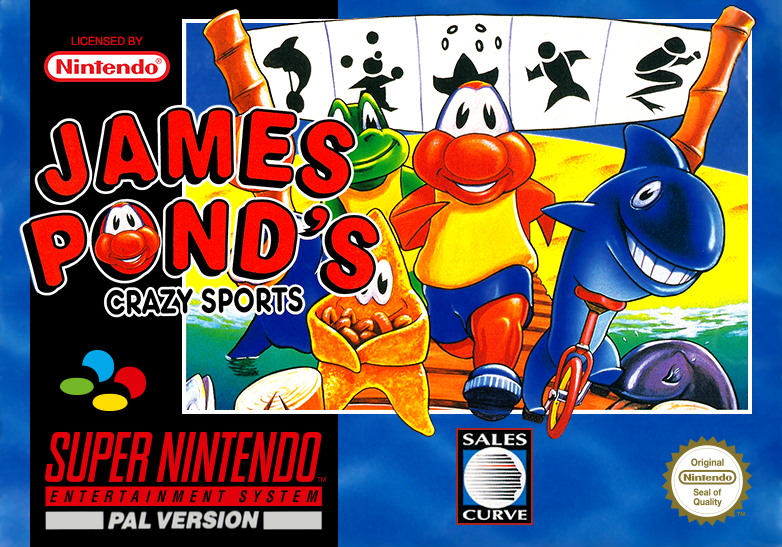 LICENSED BY
Nintendo®
JAMES
POND'S
CRAZY SPORTS
SUPER NINTENDO
ENTERTAINMENT SYSTEM
PAL VERSION
SALES
CURVE
Original
Nintendo
Seal of
Quality